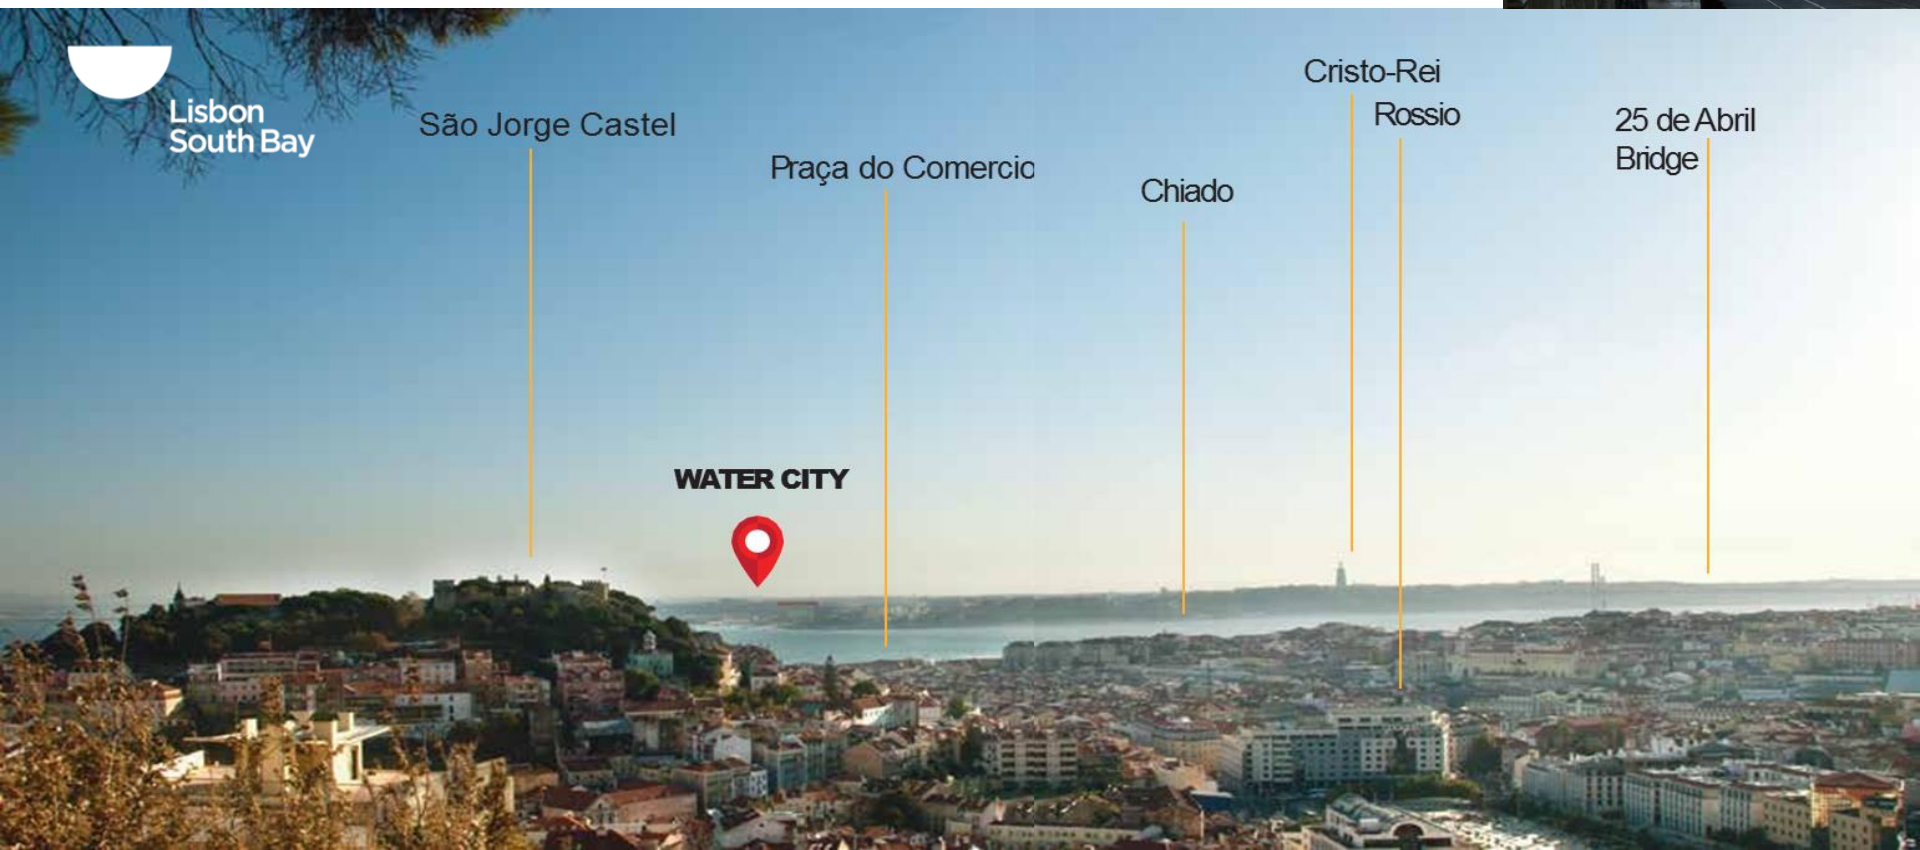 Lisbon
South Bay
São Jorge Castel
Praça do Comercio
Chiado
Cristo-Rei
Rossio
25 de Abril
Bridge
WATER CITY